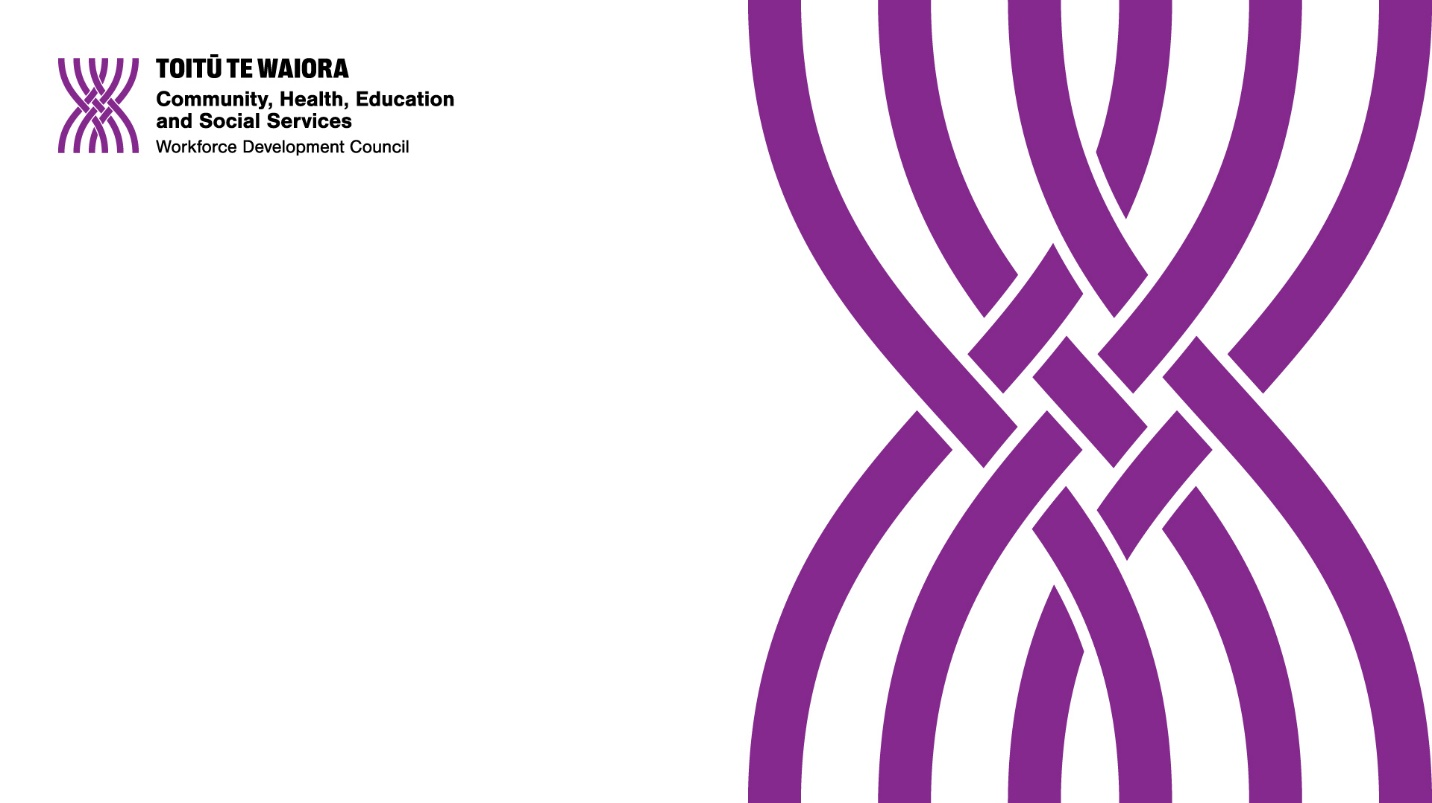 TOITŪ TE WAIORA
Community, Health, Education
and Social Services
Workforce Development Council